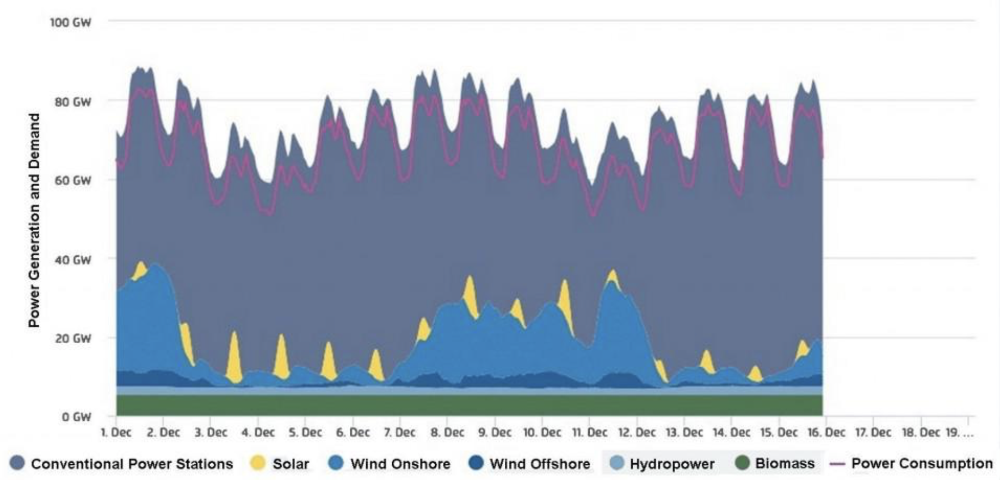 100 GW
80 GW
60 GW
40 GW
20 GW
0 GW
Power Generation and Demand
1. Dec 2. Dec 3. Dec 4. Dec 5. Dec 6. Dec 7. Dec 8. Dec 9. Dec 10. Dec 11. Dec 12. Dec 13. Dec 14. Dec 15. Dec 16. Dec 17. Dec 18. Dec 19. ...
Conventional Power Stations Solar Wind Onshore Wind Offshore Hydropower Biomass Power Consumption